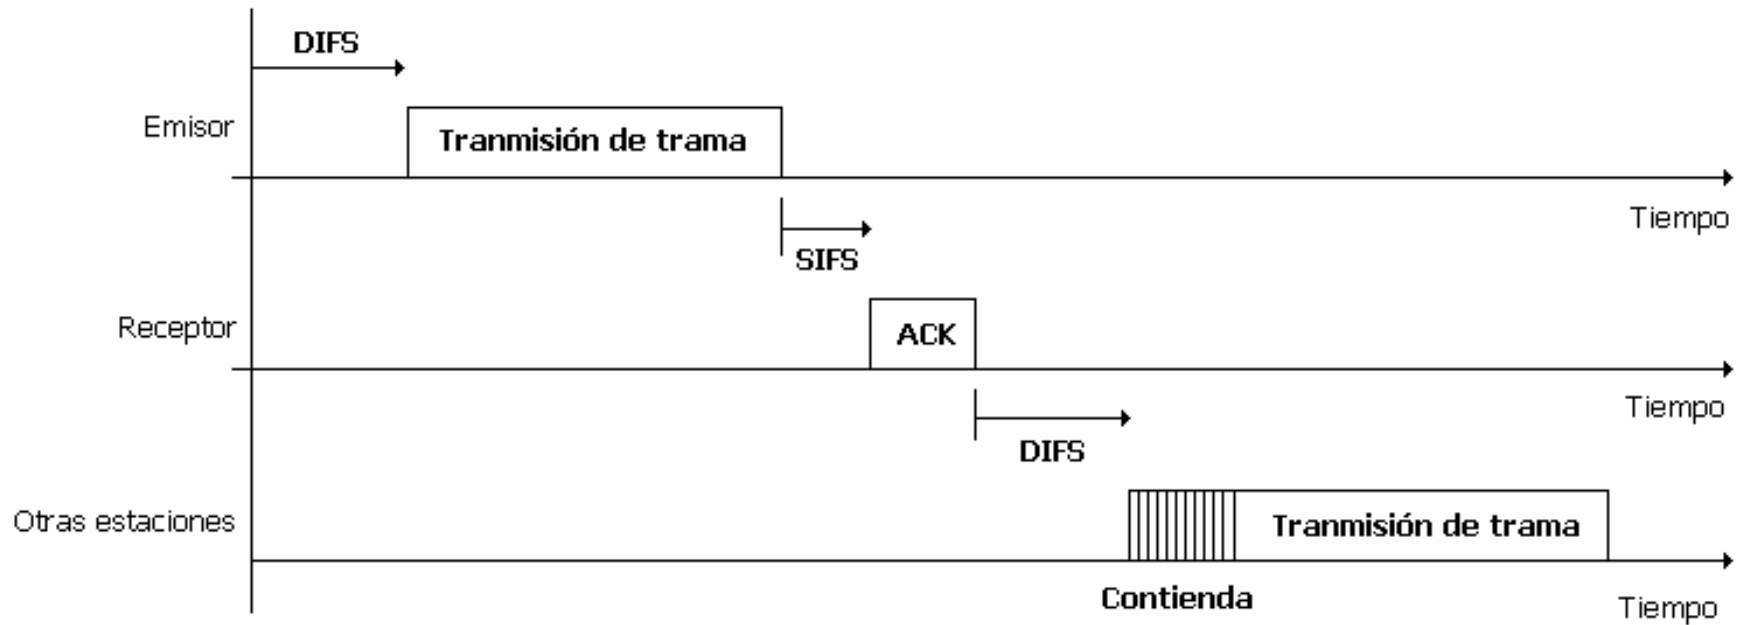 DIFS
Emisor
Tranmisión de trama
Tiempo
SIFS
Receptor
ACK
Tiempo
DIFS
Otras estaciones
Tranmisión de trama
Contienda
Tiempo